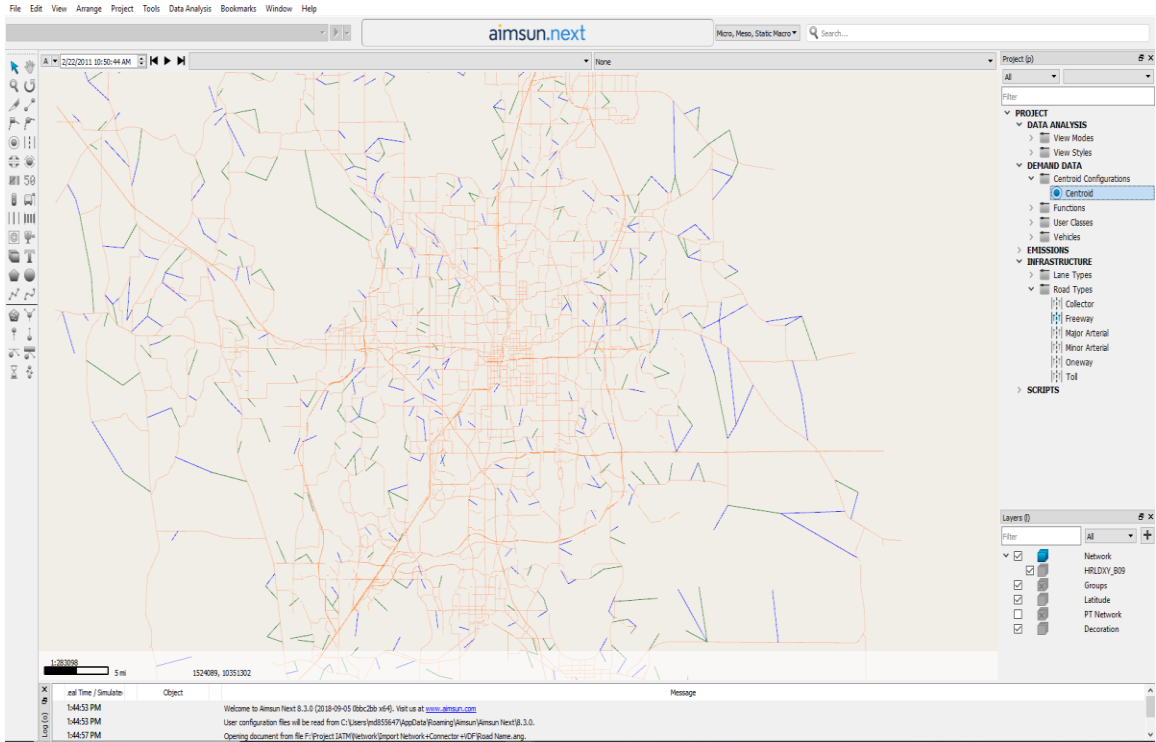 File Edit View Arrange Project Tools Data Analysis Bookmarks Window Help
aimsun.next
Micro, Meso, Static Macro
Search...
A 2/22/2011 10:50:44 AM
None
Project (p)
All
Filter
PROJECT
DATA ANALYSIS
View Modes
View Styles
DEMAND DATA
Centroid Configurations
Centroid
Functions
User Classes
Vehicles
EMISSIONS
INFRASTRUCTURE
Lane Types
Road Types
Collector
Freeway
Major Arterial
Minor Arterial
Oneway
Toll
SCRIPTS
50
Layers (l)
Filter All
Network
HRLDXY_B09
Groups
Latitude
PT Network
Decoration
1:283098
5 mi 1524089, 10351302
Log (o)
eal Time / Simulate Object Message
1:44:53 PM Welcome to Aimsun Next 8.3.0 (2018-09-05 0bbc2bb x64). Visit us at www.aimsun.com
1:44:53 PM User configuration files will be read from C:\Users\md855647\AppData\Roaming\Aimsun\Aimsun Next\8.3.0.
1:44:57 PM Opening document from file F:\Project IATM\Network\Import Network+Connector+VDF\Road Name.ang.